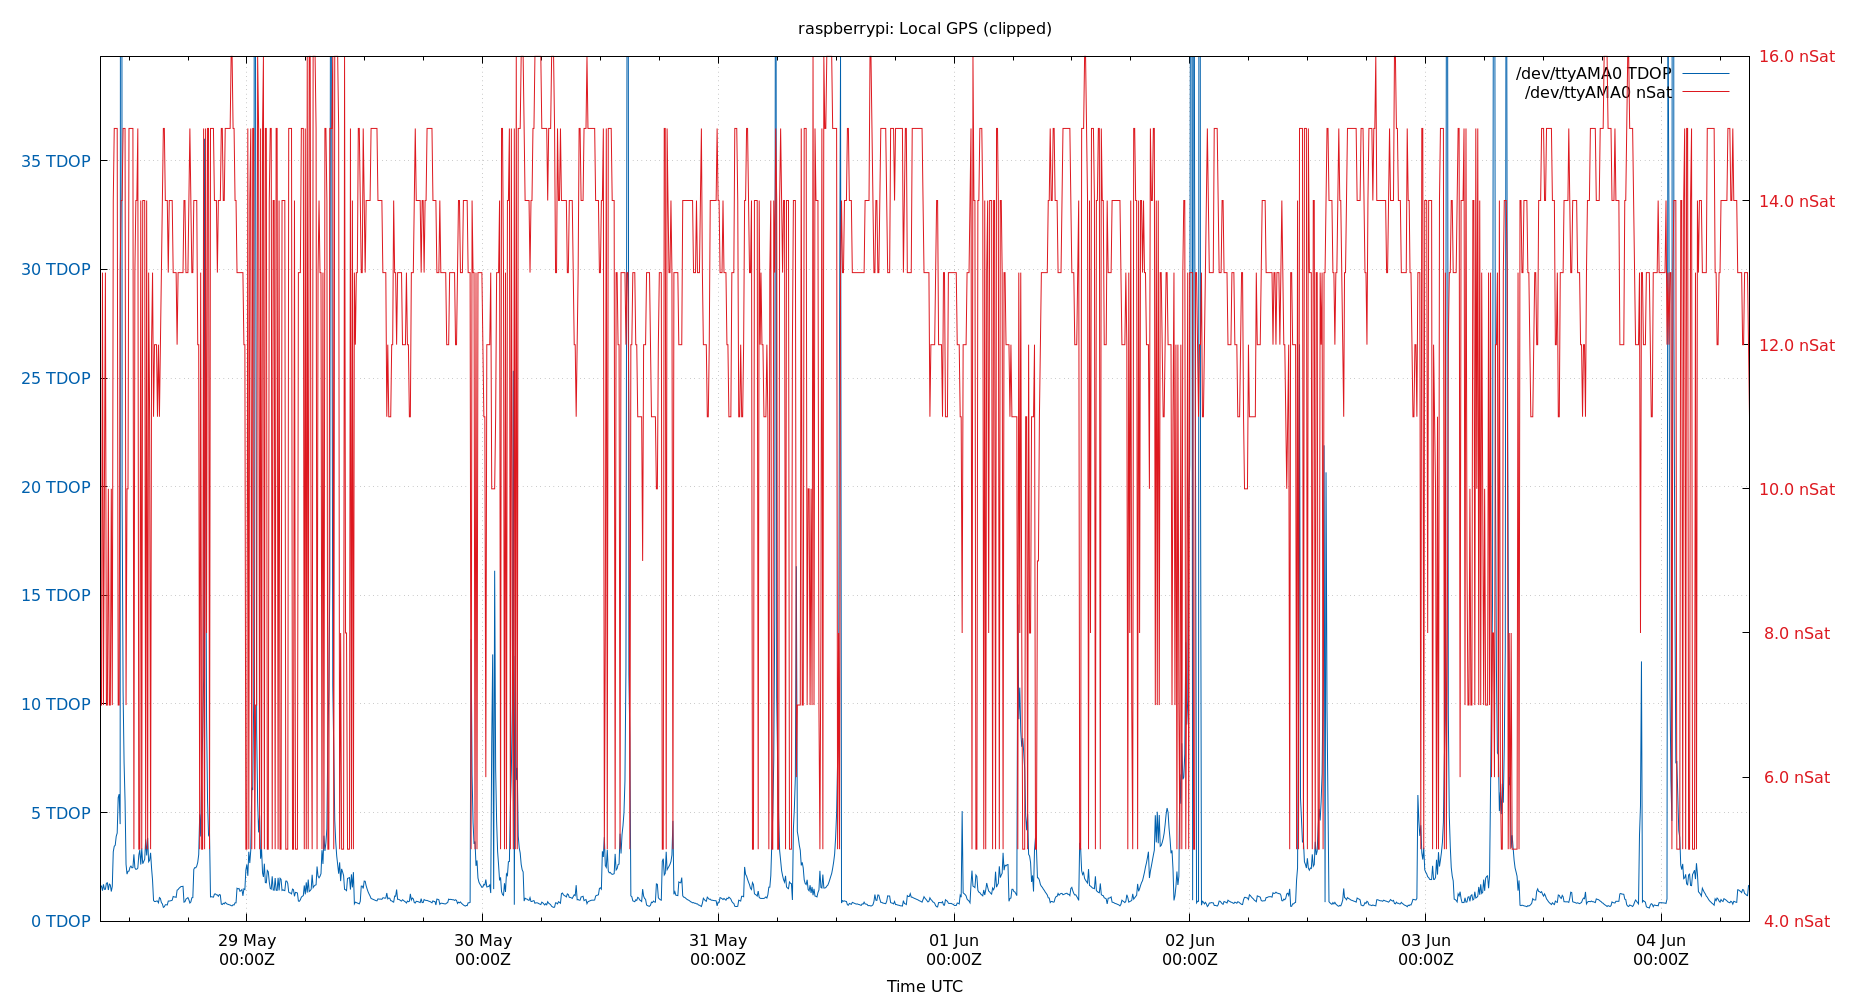 raspberrypi: Local GPS (clipped)
/dev/ttyAMA0 TDOP
/dev/ttyAMA0 nSat
35 TDOP
30 TDOP
25 TDOP
20 TDOP
15 TDOP
10 TDOP
5 TDOP
0 TDOP
16.0 nSat
14.0 nSat
12.0 nSat
10.0 nSat
8.0 nSat
6.0 nSat
4.0 nSat
29 May
00:00Z
30 May
00:00Z
31 May
00:00Z
01 Jun
00:00Z
02 Jun
00:00Z
03 Jun
00:00Z
04 Jun
00:00Z
Time UTC